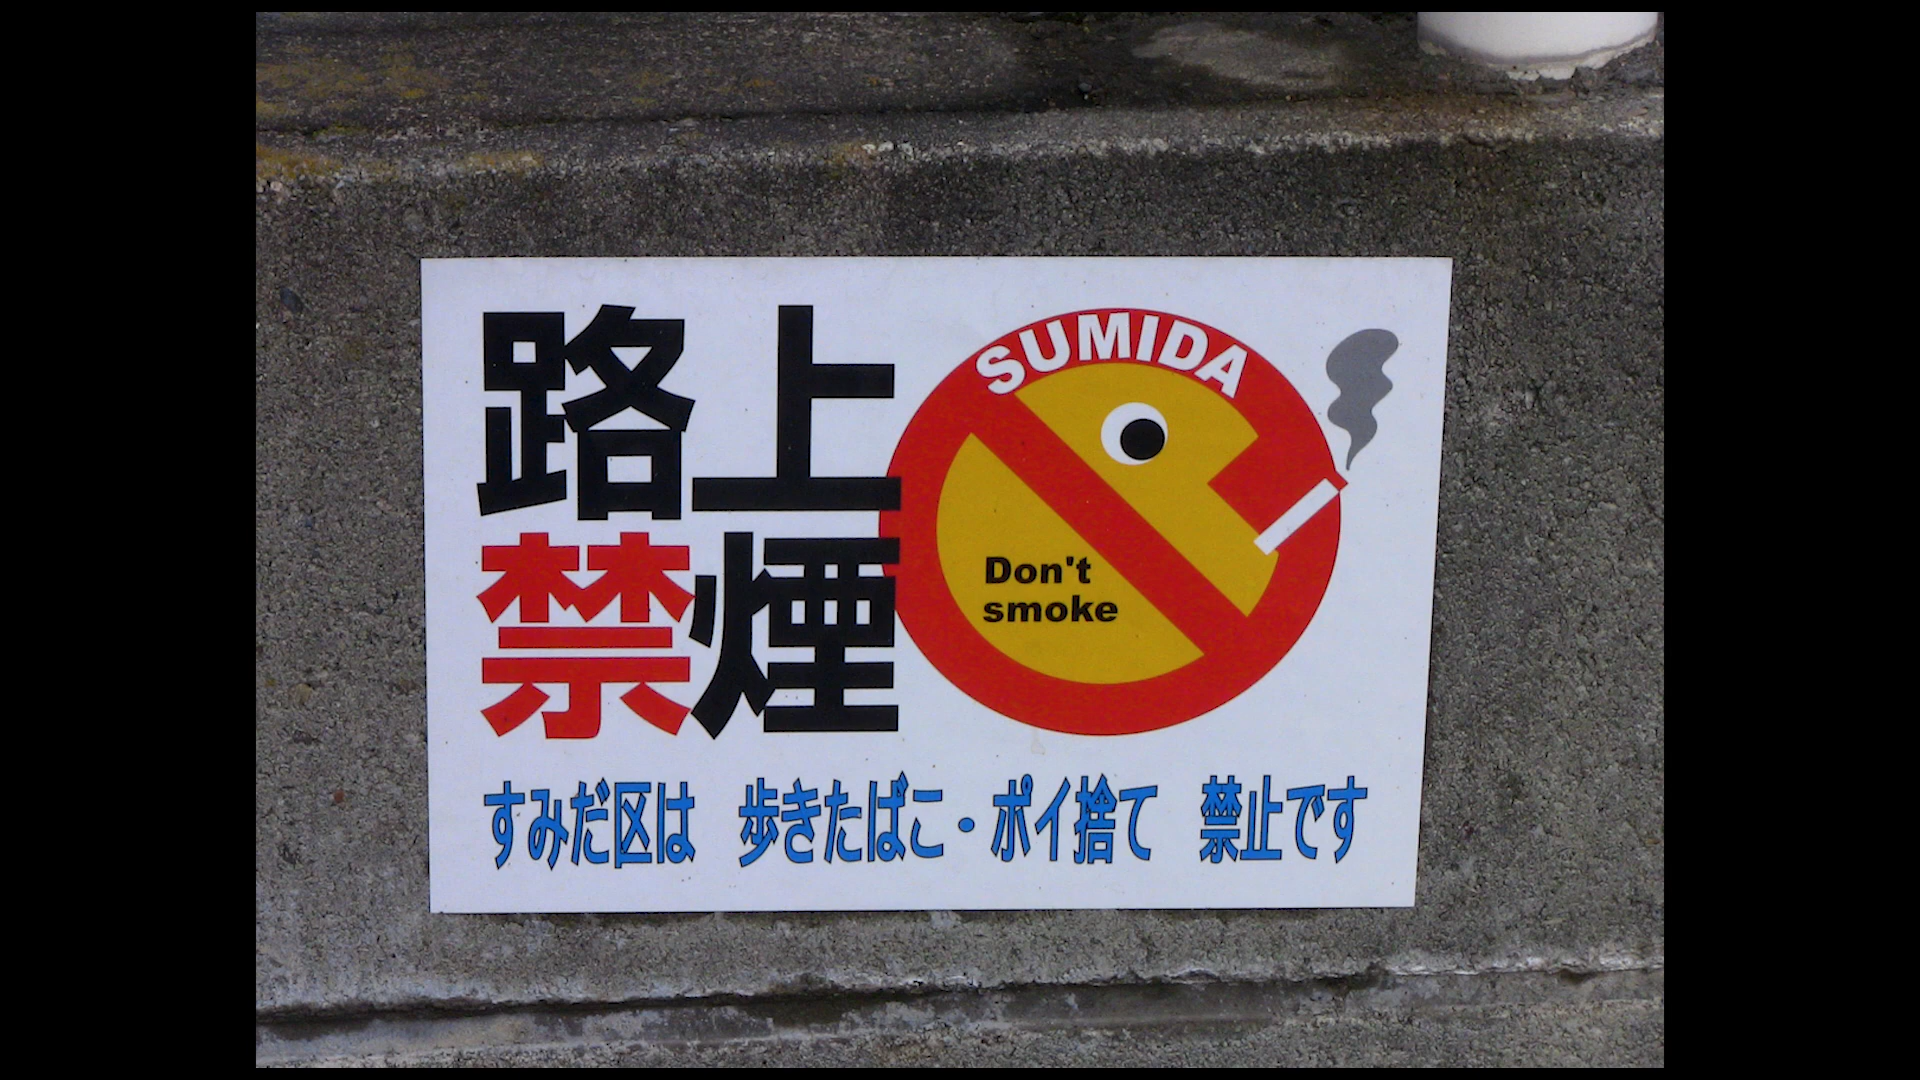 路上
禁煙
SUMIDA
Don't
smoke
すみだ区は　歩きたばこ・ポイ捨て　禁止です